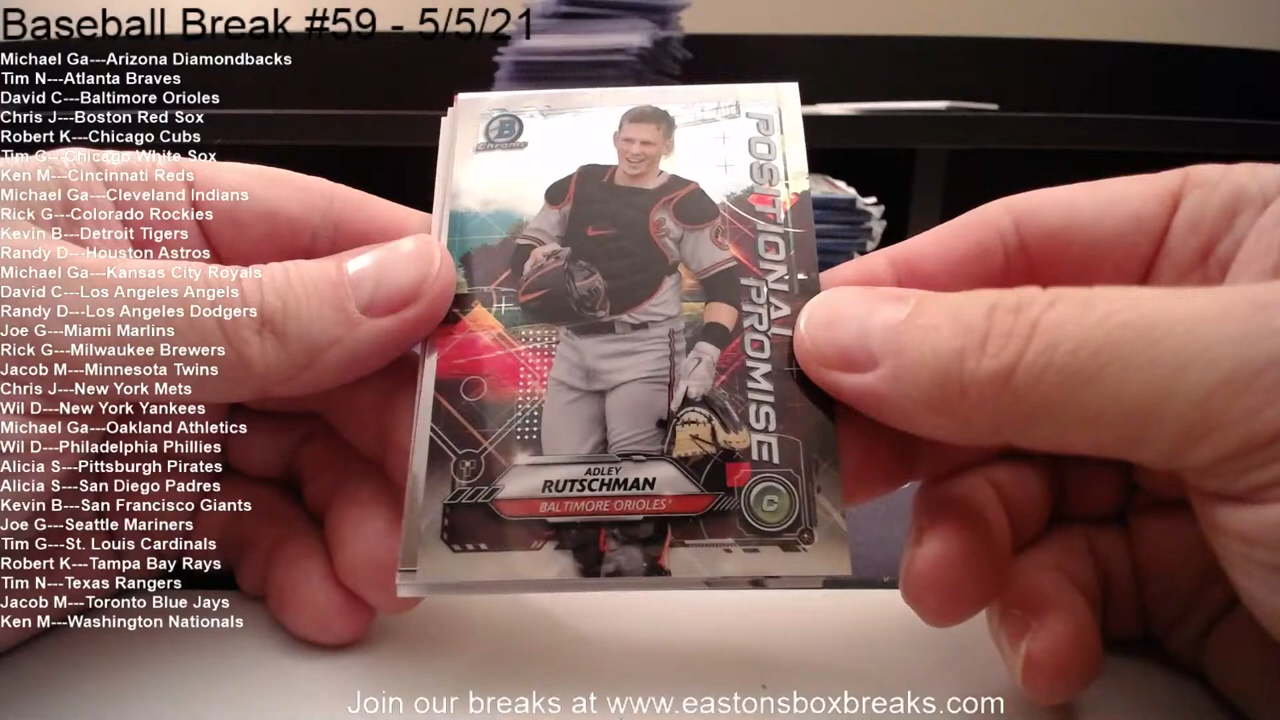 Baseball Break #59 - 5/5/21
Michael Ga---Arizona Diamondbacks
Tim N---Atlanta Braves
David C---Baltimore Orioles
Chris J---Boston Red Sox
Robert K---Chicago Cubs
Tim G---Chicago White Sox
Ken M---Cincinnati Reds
Michael Ga---Cleveland Indians
Rick G---Colorado Rockies
Kevin B---Detroit Tigers
Randy D---Houston Astros
Michael Ga---Kansas City Royals
David C---Los Angeles Angels
Randy D---Los Angeles Dodgers
Joe G---Miami Marlins
Rick G---Milwaukee Brewers
Jacob M---Minnesota Twins
Chris J---New York Mets
Wil D---New York Yankees
Michael Ga---Oakland Athletics
Wil D---Philadelphia Phillies
Alicia S---Pittsburgh Pirates
Alicia S---San Diego Padres
Kevin B---San Francisco Giants
Joe G---Seattle Mariners
Tim G---St. Louis Cardinals
Robert K---Tampa Bay Rays
Tim N---Texas Rangers
Jacob M---Toronto Blue Jays
Ken M---Washington Nationals
B
Chrome
POSITIONAL
PROMISE
ADLEY
RUTSCHMAN
BALTIMORE ORIOLES
C
Join our breaks at www.eastonsboxbreaks.com